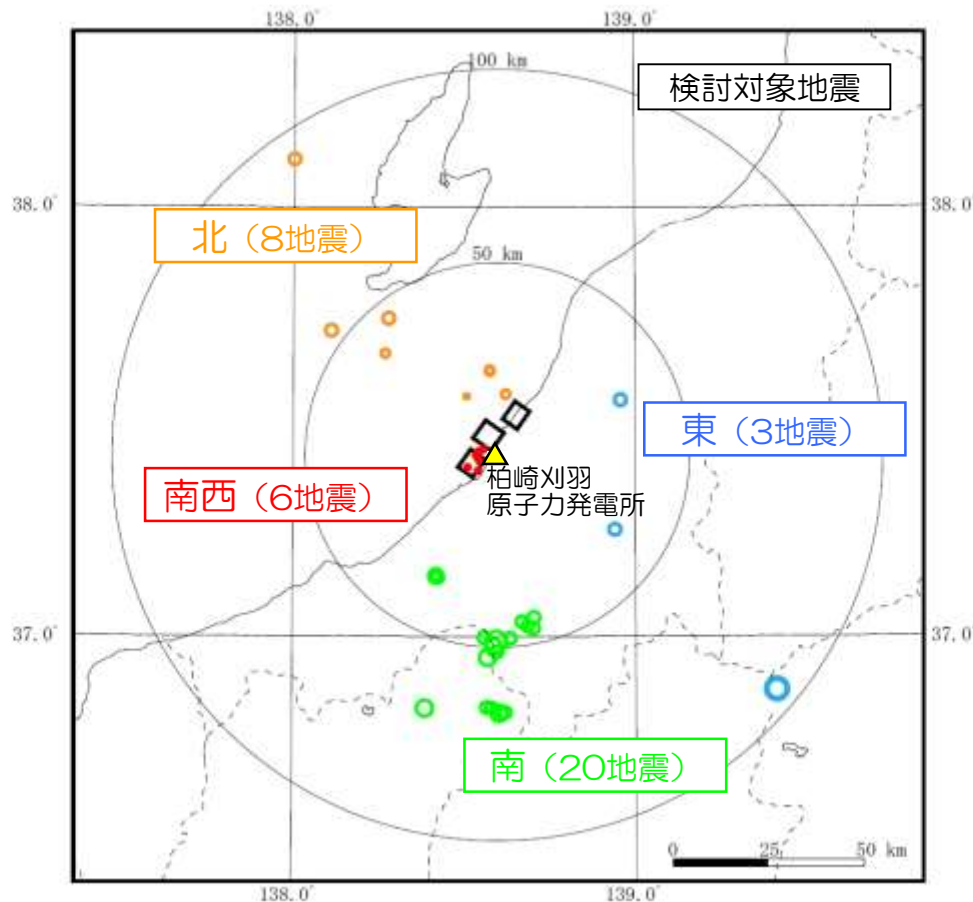 138.0°
139.0°
100 km
検討対象地震
38.0°
38.0°
北（8地震）
50 km
東（3地震）
南西（6地震）
柏崎刈羽
原子力発電所
37.0°
37.0°
南（20地震）
0 25 50 km
138.0°
139.0°